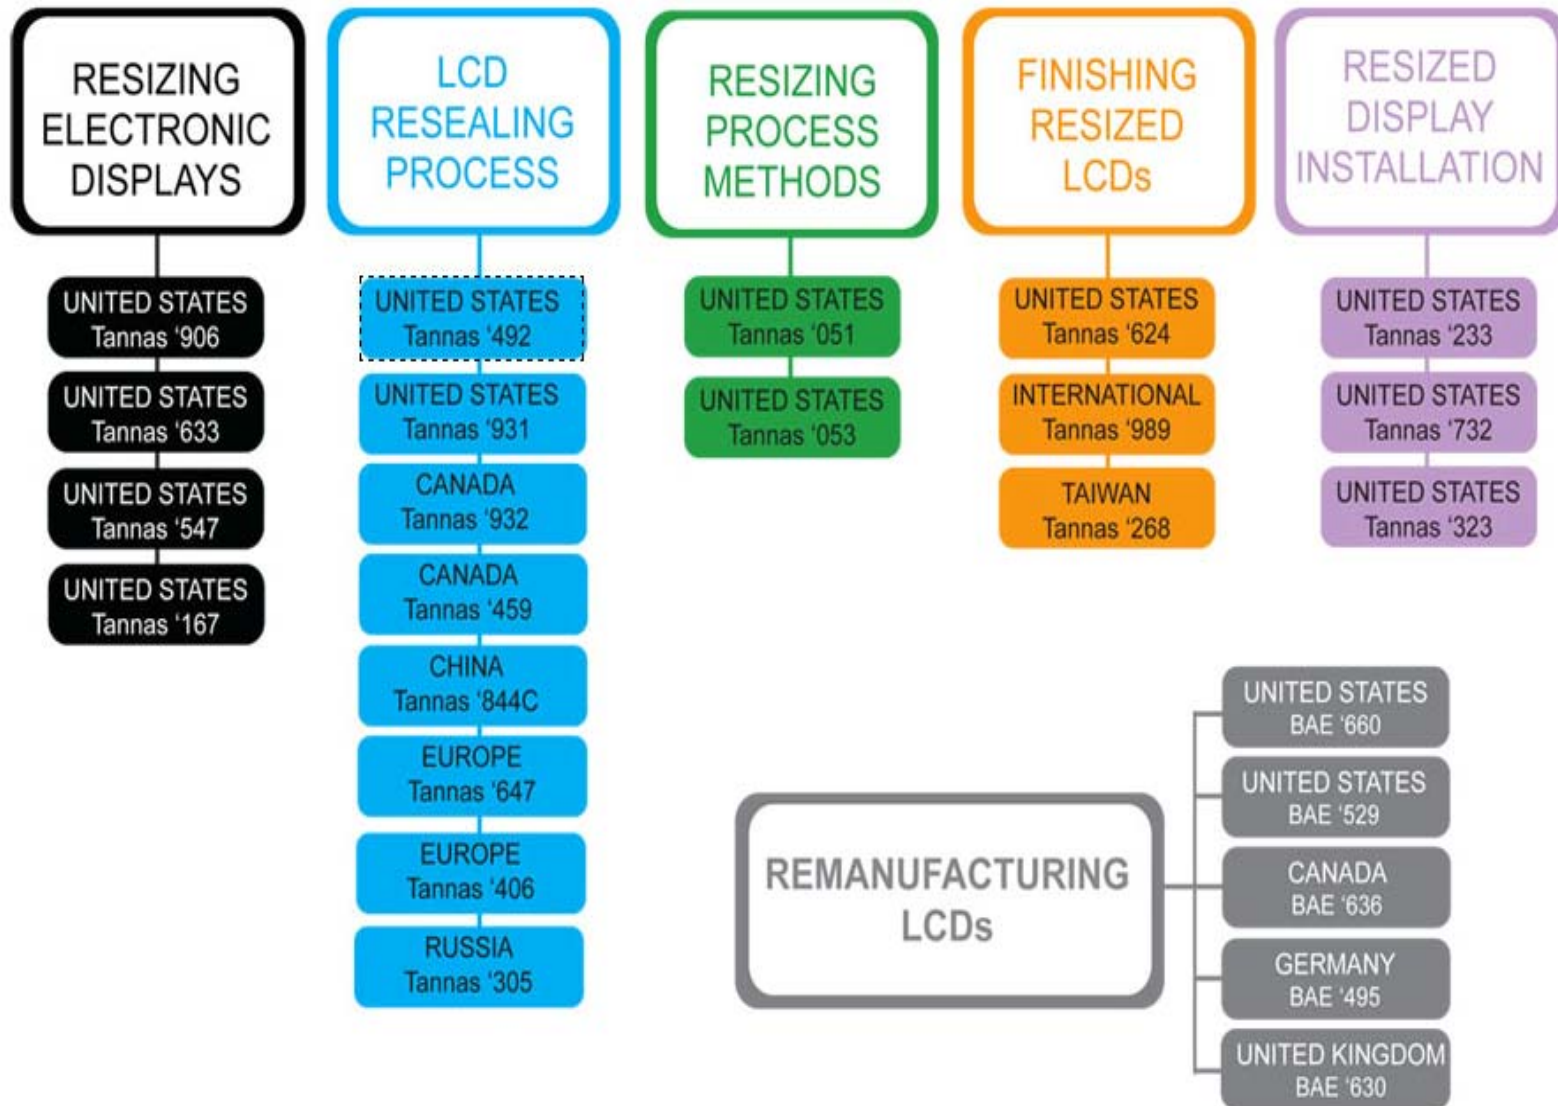 RESIZING
ELECTRONIC
DISPLAYS
UNITED STATES
Tannas ‘906
UNITED STATES
Tannas ‘633
UNITED STATES
Tannas ‘547
UNITED STATES
Tannas ‘167
LCD
RESEALING
PROCESS
UNITED STATES
Tannas ‘492
UNITED STATES
Tannas ‘931
CANADA
Tannas ‘932
CANADA
Tannas ‘459
CHINA
Tannas ‘844C
EUROPE
Tannas ‘647
EUROPE
Tannas ‘406
RUSSIA
Tannas ‘305
RESIZING
PROCESS
METHODS
UNITED STATES
Tannas ‘051
UNITED STATES
Tannas ‘053
FINISHING
RESIZED
LCDs
UNITED STATES
Tannas ‘624
INTERNATIONAL
Tannas ‘989
TAIWAN
Tannas ‘268
RESIZED
DISPLAY
INSTALLATION
UNITED STATES
Tannas ‘233
UNITED STATES
Tannas ‘732
UNITED STATES
Tannas ‘323
REMANUFACTURING
LCDs
UNITED STATES
BAE ‘660
UNITED STATES
BAE ‘529
CANADA
BAE ‘636
GERMANY
BAE ‘495
UNITED KINGDOM
BAE ‘630